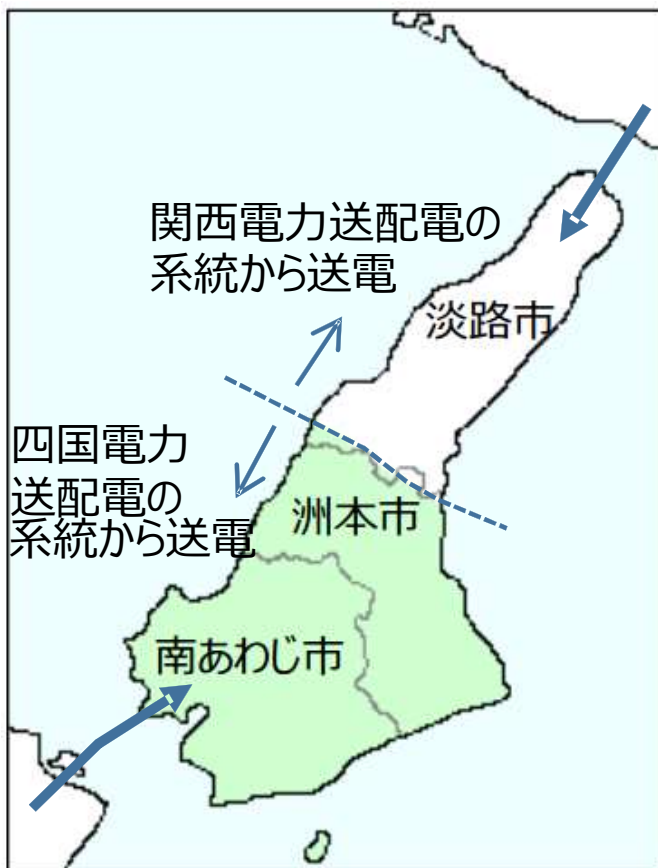 関西電力送配電の
系統から送電
淡路市
四国電力
送配電の
系統から送電
洲本市
南あわじ市